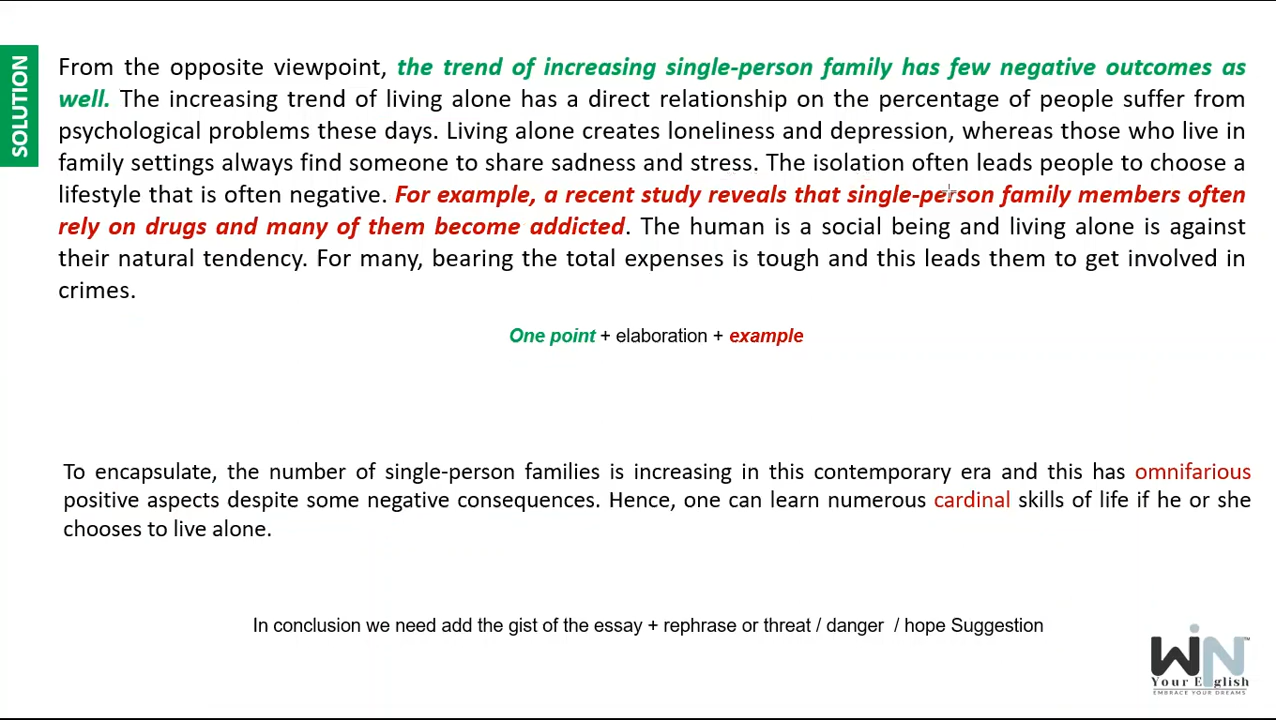 SOLUTION
From the opposite viewpoint, the trend of increasing single-person family has few negative outcomes as
well. The increasing trend of living alone has a direct relationship on the percentage of people suffer from
psychological problems these days. Living alone creates loneliness and depression, whereas those who live in
family settings always find someone to share sadness and stress. The isolation often leads people to choose a
lifestyle that is often negative. For example, a recent study reveals that single-person family members often
rely on drugs and many of them become addicted. The human is a social being and living alone is against
their natural tendency. For many, bearing the total expenses is tough and this leads them to get involved in
crimes.
One point + elaboration + example
To encapsulate, the number of single-person families is increasing in this contemporary era and this has omnifarious
positive aspects despite some negative consequences. Hence, one can learn numerous cardinal skills of life if he or she
chooses to live alone.
In conclusion we need add the gist of the essay + rephrase or threat / danger / hope Suggestion
WiN™
Your English
EMBRACE YOUR DREAMS